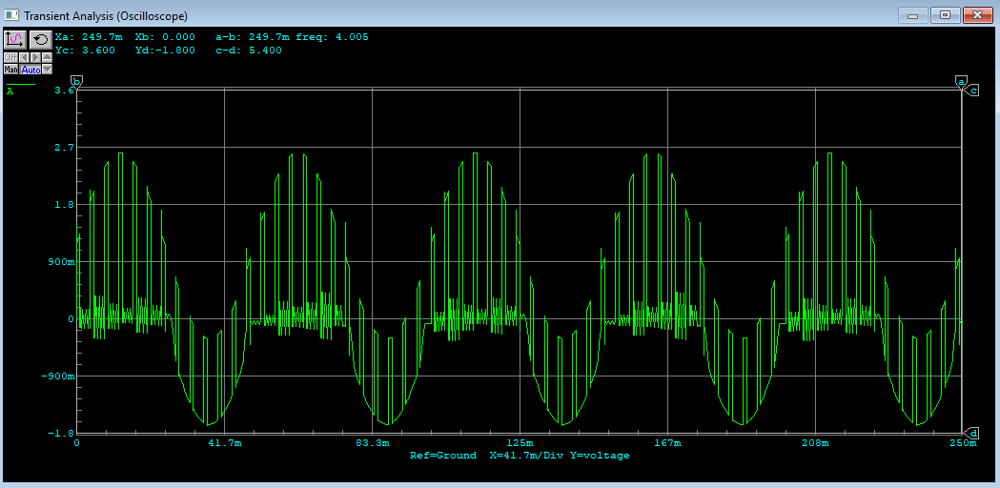 Transient Analysis (Oscilloscope)
Xa: 249.7m Xb: 0.000 a-b: 249.7m freq: 4.005
Yc: 3.600 Yd:-1.800 c-d: 5.400
Off
Man Auto
A
b
a
c
3.6
2.7
1.8
900m
0
-900m
-1.8
d
0 41.7m 83.3m 125m 167m 208m 250m
Ref=Ground X=41.7m/Div Y=voltage